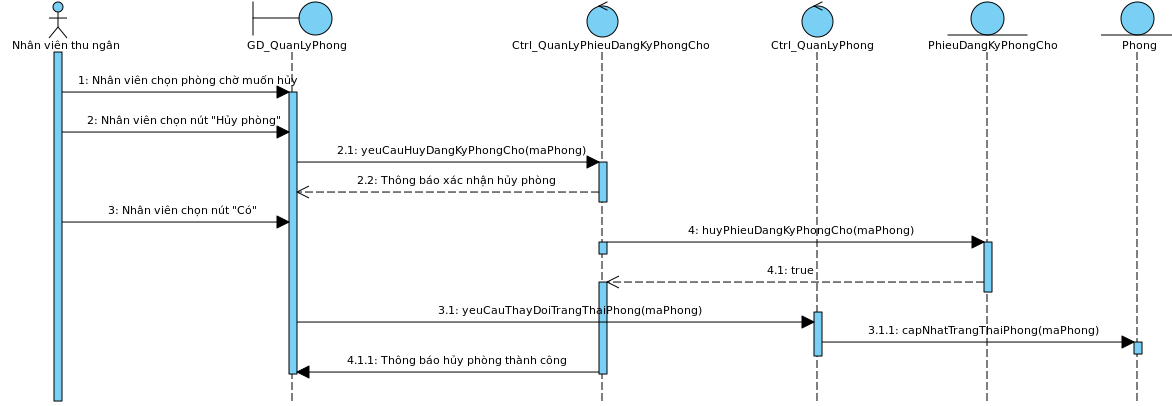 Nhân viên thu ngân
GD_QuanLyPhong
Ctrl_QuanLyPhieuDangKyPhongCho
Ctrl_QuanLyPhong
PhieuDangKyPhongCho
Phong
1: Nhân viên chọn phòng chờ muốn hủy
2: Nhân viên chọn nút "Hủy phòng"
2.1: yeuCauHuyDangKyPhongCho(maPhong)
2.2: Thông báo xác nhận hủy phòng
3: Nhân viên chọn nút "Có"
4: huyPhieuDangKyPhongCho(maPhong)
4.1: true
3.1: yeuCauThayDoiTrangThaiPhong(maPhong)
3.1.1: capNhatTrangThaiPhong(maPhong)
4.1.1: Thông báo hủy phòng thành công